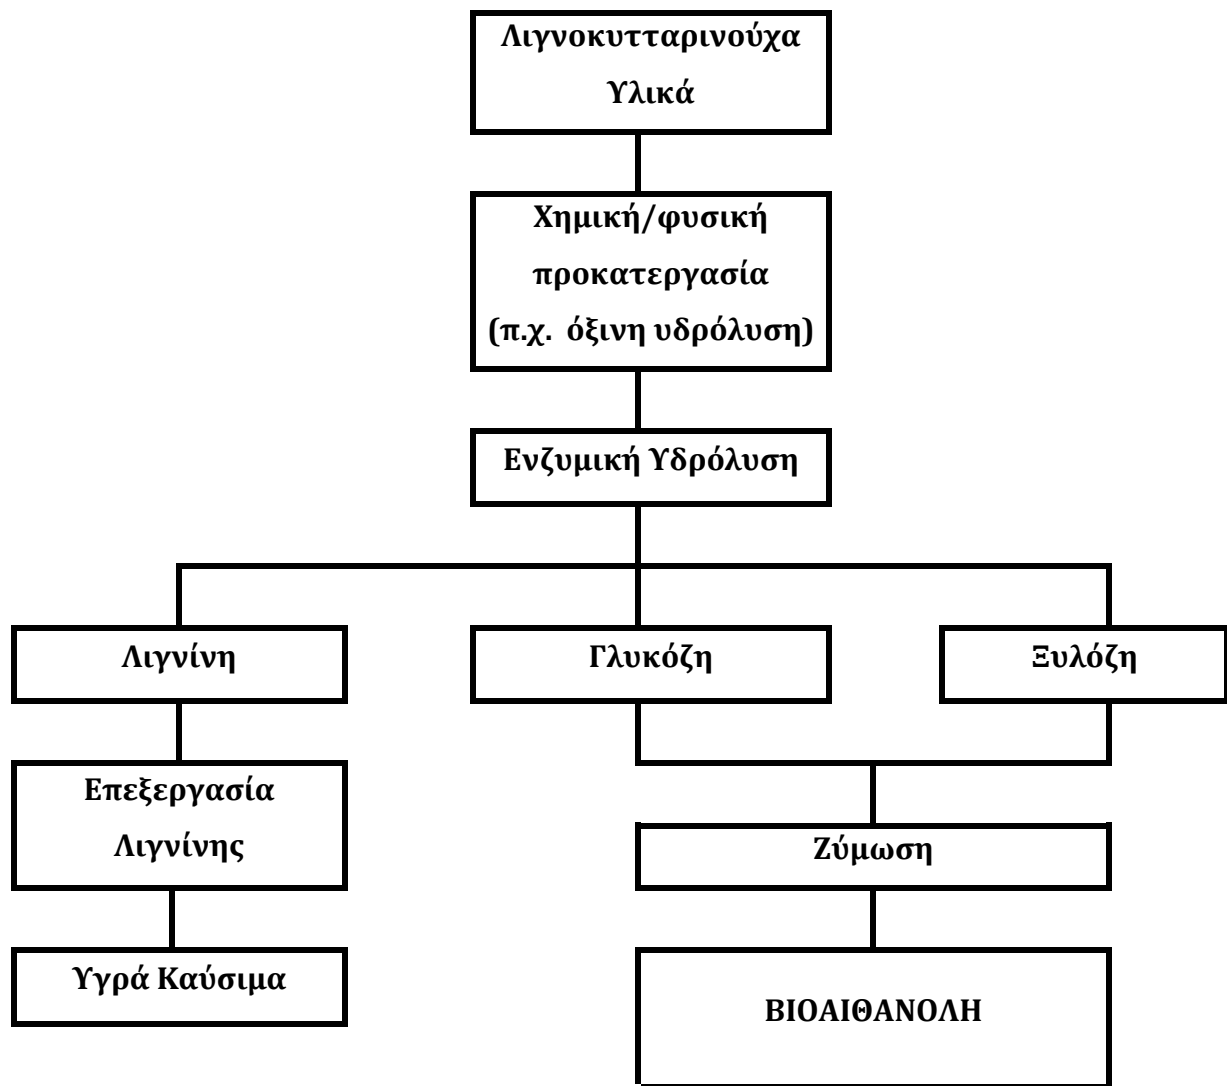 Λιγνοκυτταρινούχα
Υλικά
Χημική/φυσική
προκατεργασία
(π.χ. όξινη υδρόλυση)
Ενζυμική Υδρόλυση
Λιγνίνη
Γλυκόζη
Ξυλόζη
Επεξεργασία
Λιγνίνης
Ζύμωση
Υγρά Καύσιμα
ΒΙΟΑΙΘΑΝΟΛΗ